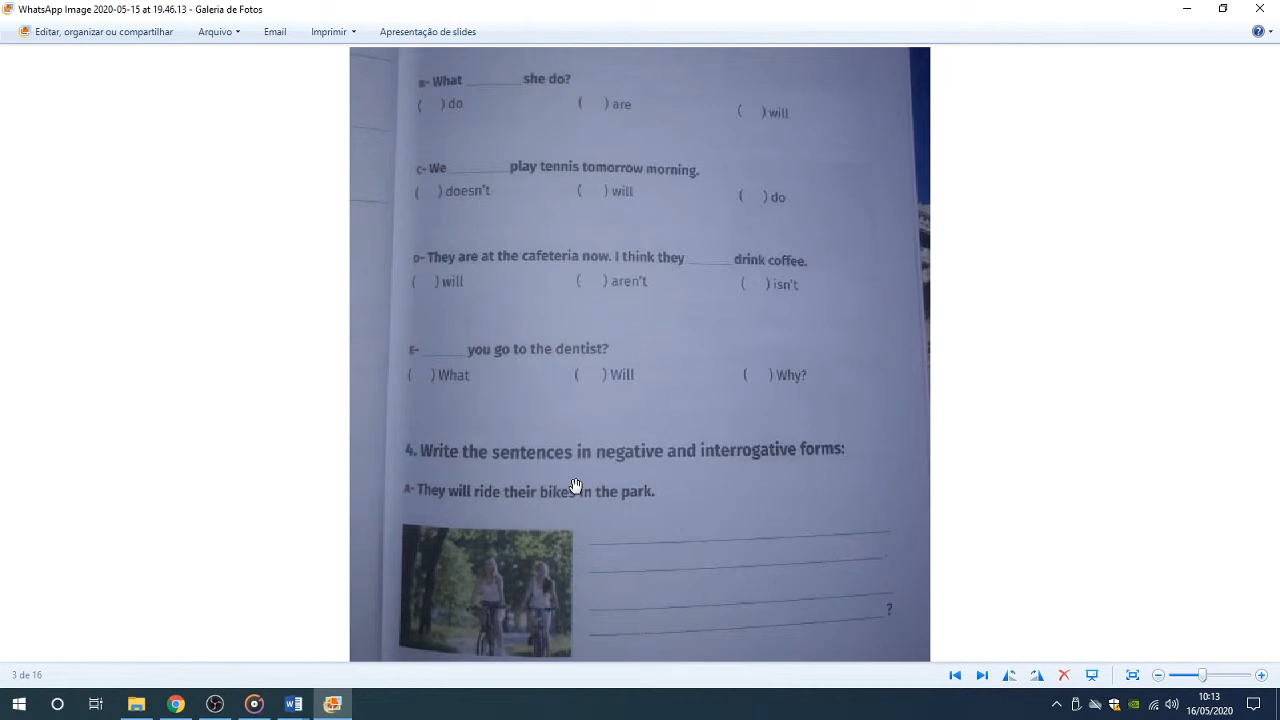 WhatsApp Image 2020-05-15 at 19.46.13 - Galeria de Fotos
Editar, organizar ou compartilhar Arquivo Email Imprimir Apresentação de slides
B- What ______ she do?
( ) do ( ) are ( ) will
C- We ______ play tennis tomorrow morning.
( ) doesn't ( ) will ( ) do
D- They are at the cafeteria now. I think they ______ drink coffee.
( ) will ( ) aren't ( ) isn't
E- ______ you go to the dentist?
( ) What ( ) Will ( ) Why?
4. Write the sentences in negative and interrogative forms:
A- They will ride their bikes in the park.
?
3 de 16
10:13
16/05/2020